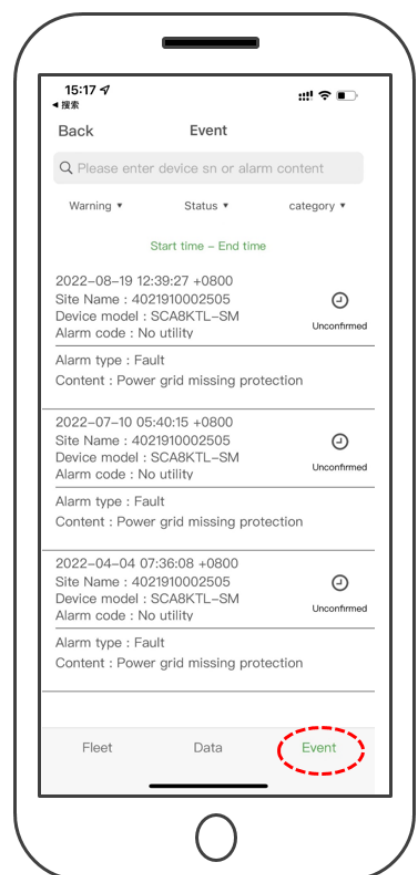 15:17
◂ 搜索
Back Event
Please enter device sn or alarm content
Warning ▾ Status ▾ category ▾
Start time – End time
2022–08–19 12:39:27 +0800
Site Name : 4021910002505
Device model : SCA8KTL–SM
Alarm code : No utility
Unconfirmed
Alarm type : Fault
Content : Power grid missing protection
2022–07–10 05:40:15 +0800
Site Name : 4021910002505
Device model : SCA8KTL–SM
Alarm code : No utility
Unconfirmed
Alarm type : Fault
Content : Power grid missing protection
2022–04–04 07:36:08 +0800
Site Name : 4021910002505
Device model : SCA8KTL–SM
Alarm code : No utility
Unconfirmed
Alarm type : Fault
Content : Power grid missing protection
Fleet Data Event